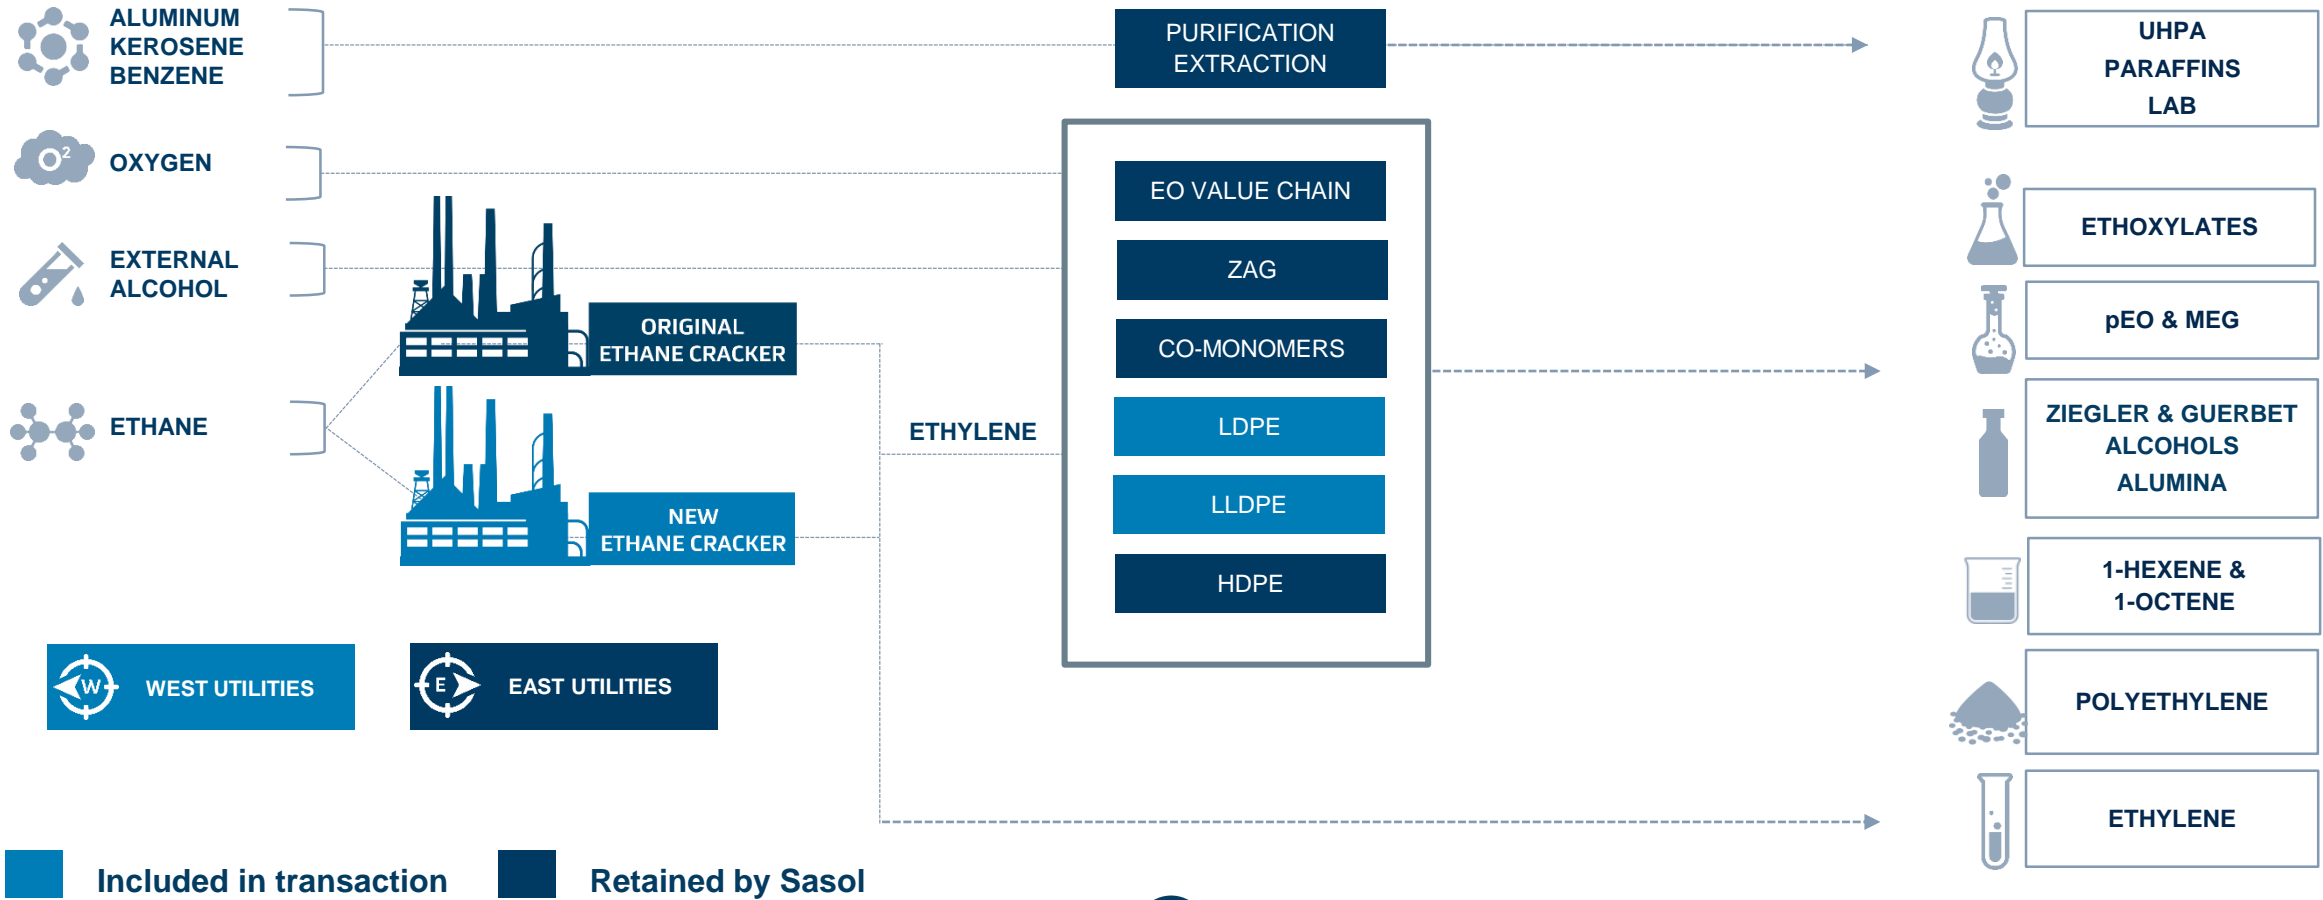 ALUMINUM
KEROSENE
BENZENE
PURIFICATION
EXTRACTION
UHPA
PARAFFINS
LAB
O2
OXYGEN
EO VALUE CHAIN
ETHOXYLATES
EXTERNAL
ALCOHOL
ZAG
ORIGINAL
ETHANE CRACKER
CO-MONOMERS
pEO & MEG
ETHANE
ETHYLENE
LDPE
ZIEGLER & GUERBET
ALCOHOLS
ALUMINA
NEW
ETHANE CRACKER
LLDPE
HDPE
1-HEXENE &
1-OCTENE
W
WEST UTILITIES
E
EAST UTILITIES
POLYETHYLENE
ETHYLENE
Included in transaction
Retained by Sasol